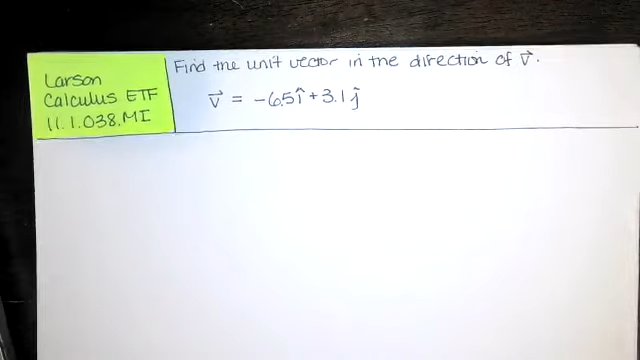 Larson
Calculus ETF
11.1.038.MI
Find the unit vector in the direction of v⃗.
v⃗ = -6.5î + 3.1ĵ